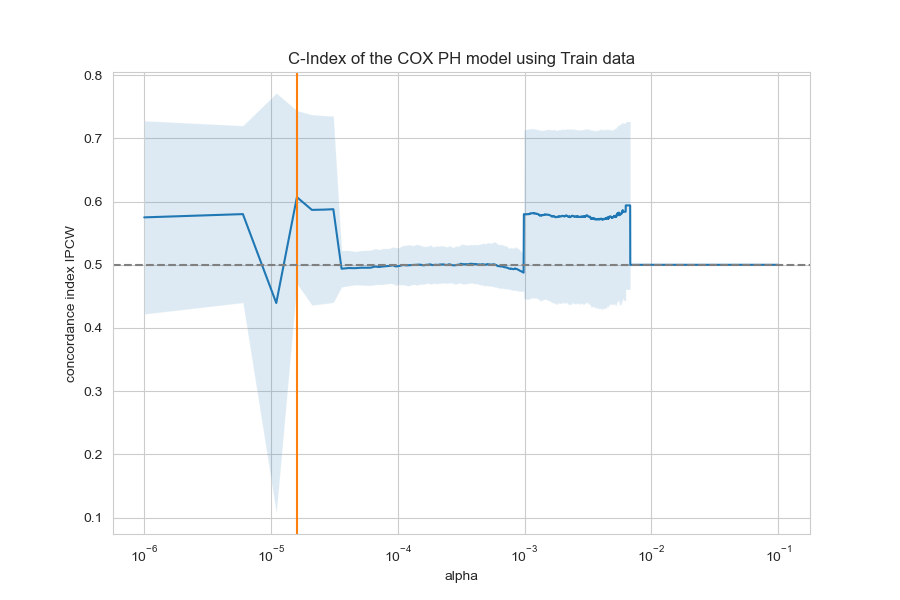 C-Index of the COX PH model using Train data
concordance index IPCW
0.8
0.7
0.6
0.5
0.4
0.3
0.2
0.1
10⁻⁶ 10⁻⁵ 10⁻⁴ 10⁻³ 10⁻² 10⁻¹
alpha